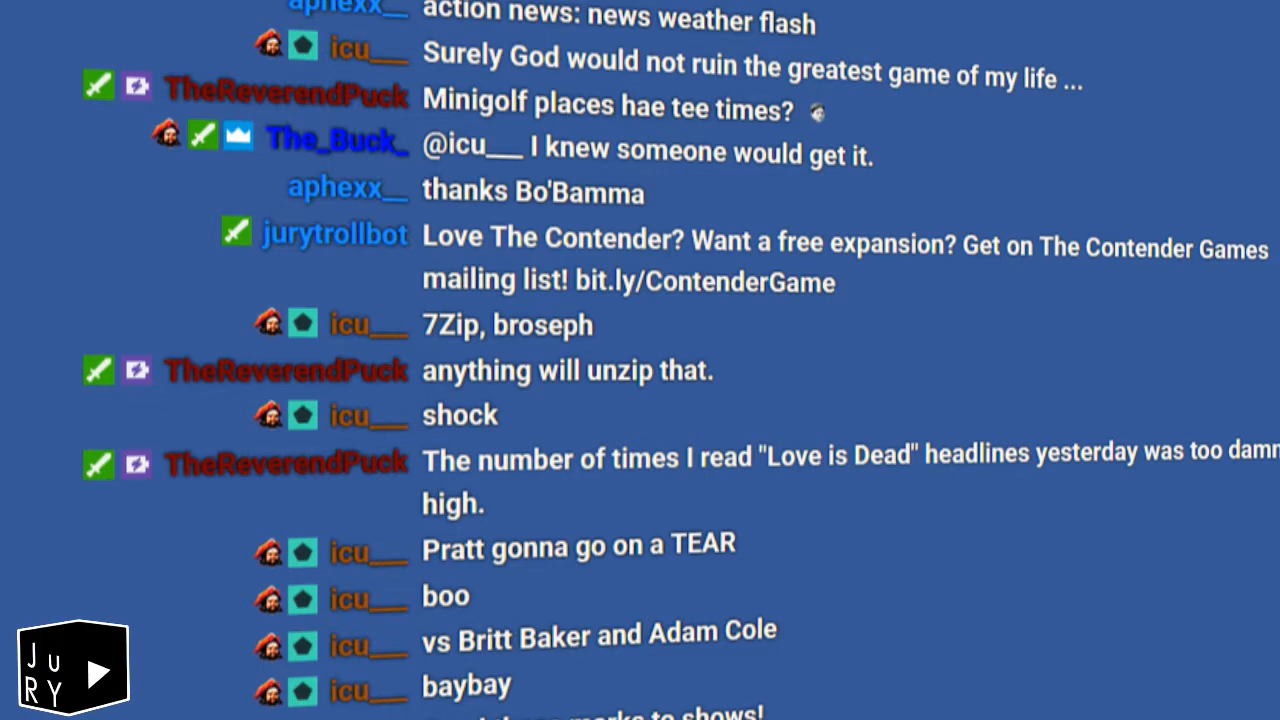 aphexx__ action news: news weather flash
icu___ Surely God would not ruin the greatest game of my life ...
TheReverendPuck Minigolf places hae tee times?
The_Buck_ @icu___ I knew someone would get it.
aphexx__ thanks Bo'Bamma
jurytrollbot Love The Contender? Want a free expansion? Get on The Contender Games
mailing list! bit.ly/ContenderGame
icu___ 7Zip, broseph
TheReverendPuck anything will unzip that.
icu___ shock
TheReverendPuck The number of times I read "Love is Dead" headlines yesterday was too damn
high.
icu___ Pratt gonna go on a TEAR
icu___ boo
icu___ vs Britt Baker and Adam Cole
icu___ baybay
marks to shows!
JURY